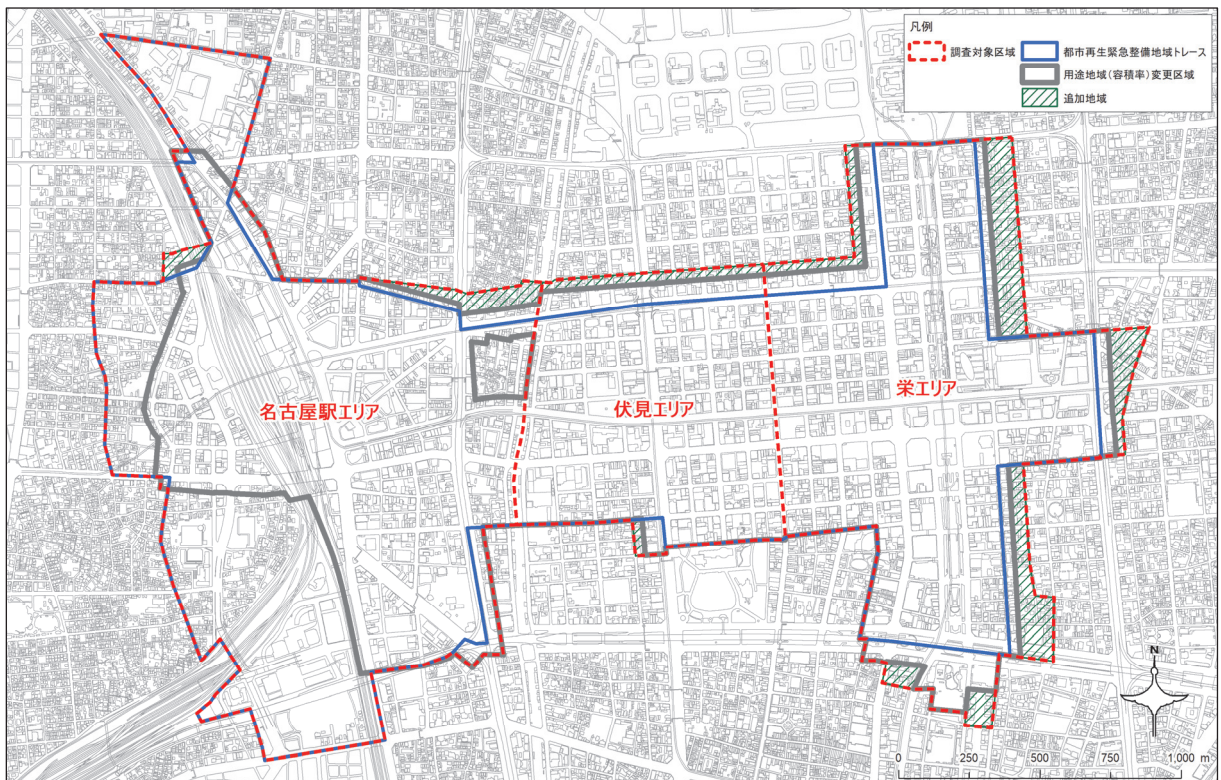 凡例
調査対象区域
都市再生緊急整備地域トレース
用途地域(容積率)変更区域
追加地域
名古屋駅エリア
伏見エリア
栄エリア
N
0 250 500 750 1,000 m